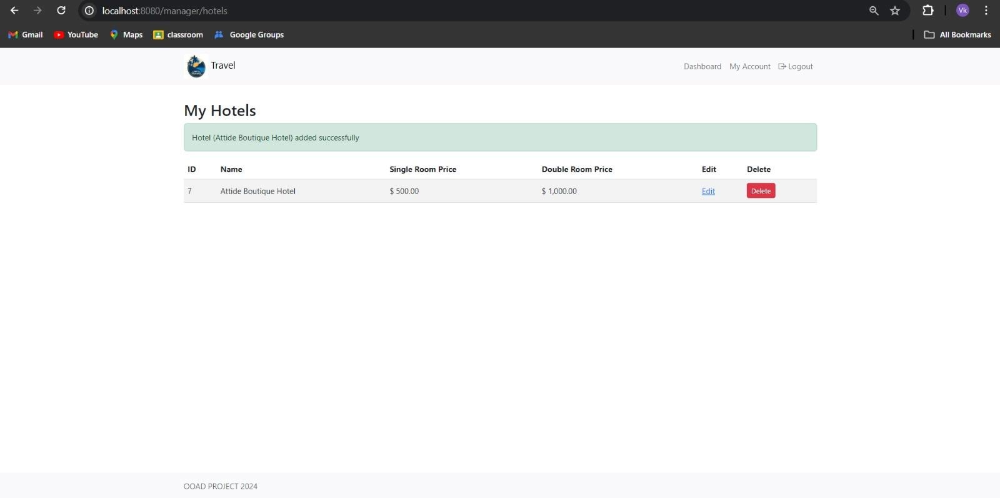 localhost:8080/manager/hotels
Vk
Gmail YouTube Maps classroom Google Groups All Bookmarks
Travel Dashboard My Account Logout
My Hotels
Hotel (Attide Boutique Hotel) added successfully
ID Name Single Room Price Double Room Price Edit Delete
7 Attide Boutique Hotel $ 500.00 $ 1,000.00 Edit Delete
OOAD PROJECT 2024